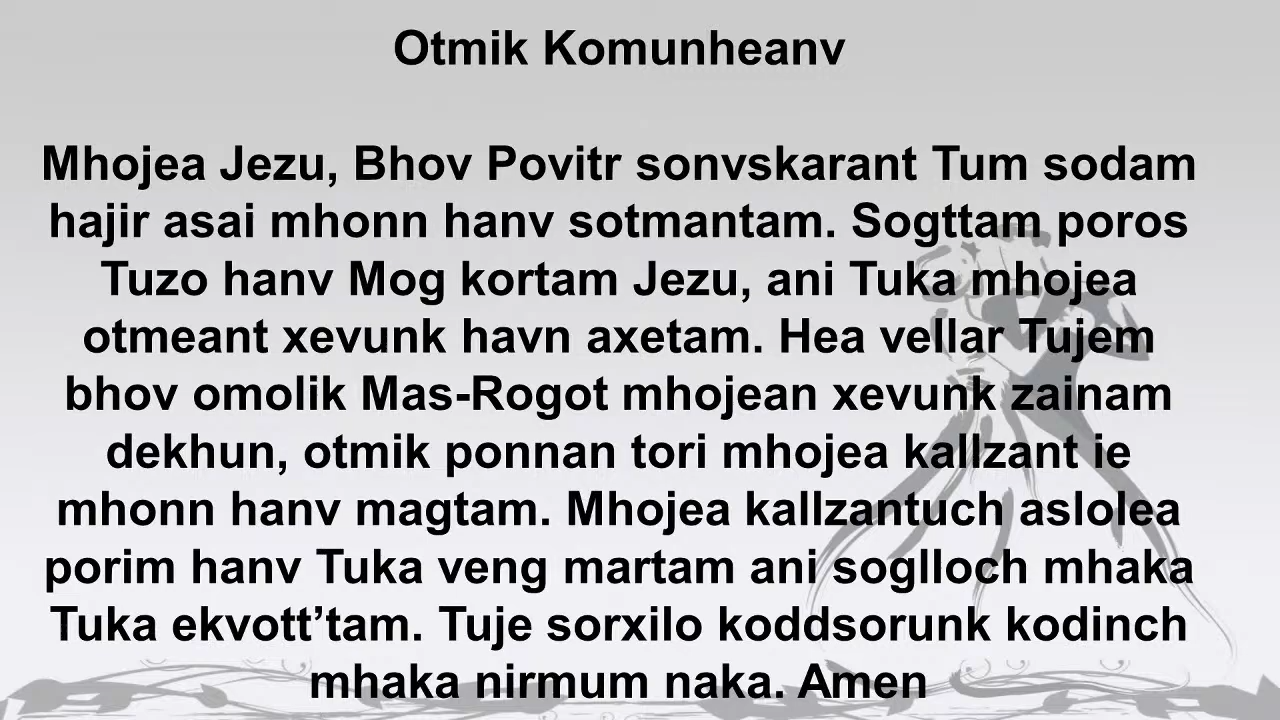 Otmik Komunheanv
Mhojea Jezu, Bhov Povitr sonvskarant Tum sodam
hajir asai mhonn hanv sotmantam. Sogttam poros
Tuzo hanv Mog kortam Jezu, ani Tuka mhojea
otmeant xevunk havn axetam. Hea vellar Tujem
bhov omolik Mas-Rogot mhojean xevunk zainam
dekhun, otmik ponnan tori mhojea kallzant ie
mhonn hanv magtam. Mhojea kallzantuch aslolea
porim hanv Tuka veng martam ani soglloch mhaka
Tuka ekvott’tam. Tuje sorxilo koddsorunk kodinch
mhaka nirmum naka. Amen